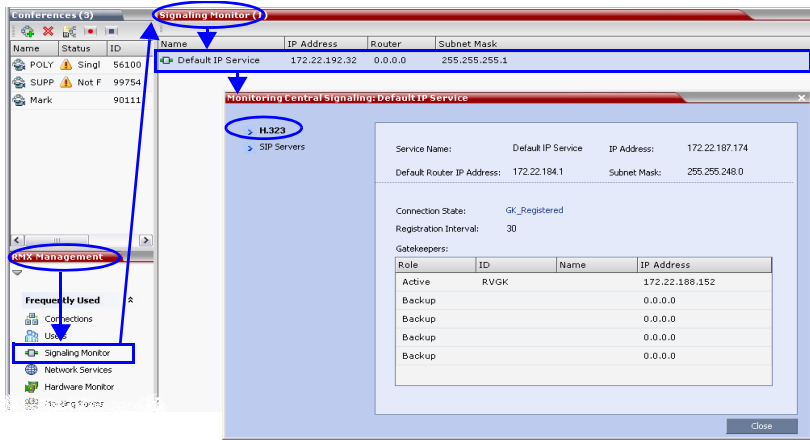 Conferences (3)
Name Status ID
POLY Singl 56100
SUPP Not F 99754
Mark 90111
RMX Management
Frequently Used
Connections
Users
Signaling Monitor
Network Services
Hardware Monitor
Signaling Monitor (1)
Name IP Address Router Subnet Mask
Default IP Service 172.22.192.32 0.0.0.0 255.255.255.1
Monitoring Central Signaling: Default IP Service
H.323
SIP Servers
Service Name: Default IP Service IP Address: 172.22.187.174
Default Router IP Address: 172.22.184.1 Subnet Mask: 255.255.248.0
Connection State: GK_Registered
Registration Interval: 30
Gatekeepers:
Role ID Name IP Address
Active RVGK 172.22.188.152
Backup 0.0.0.0
Backup 0.0.0.0
Backup 0.0.0.0
Backup 0.0.0.0
Close